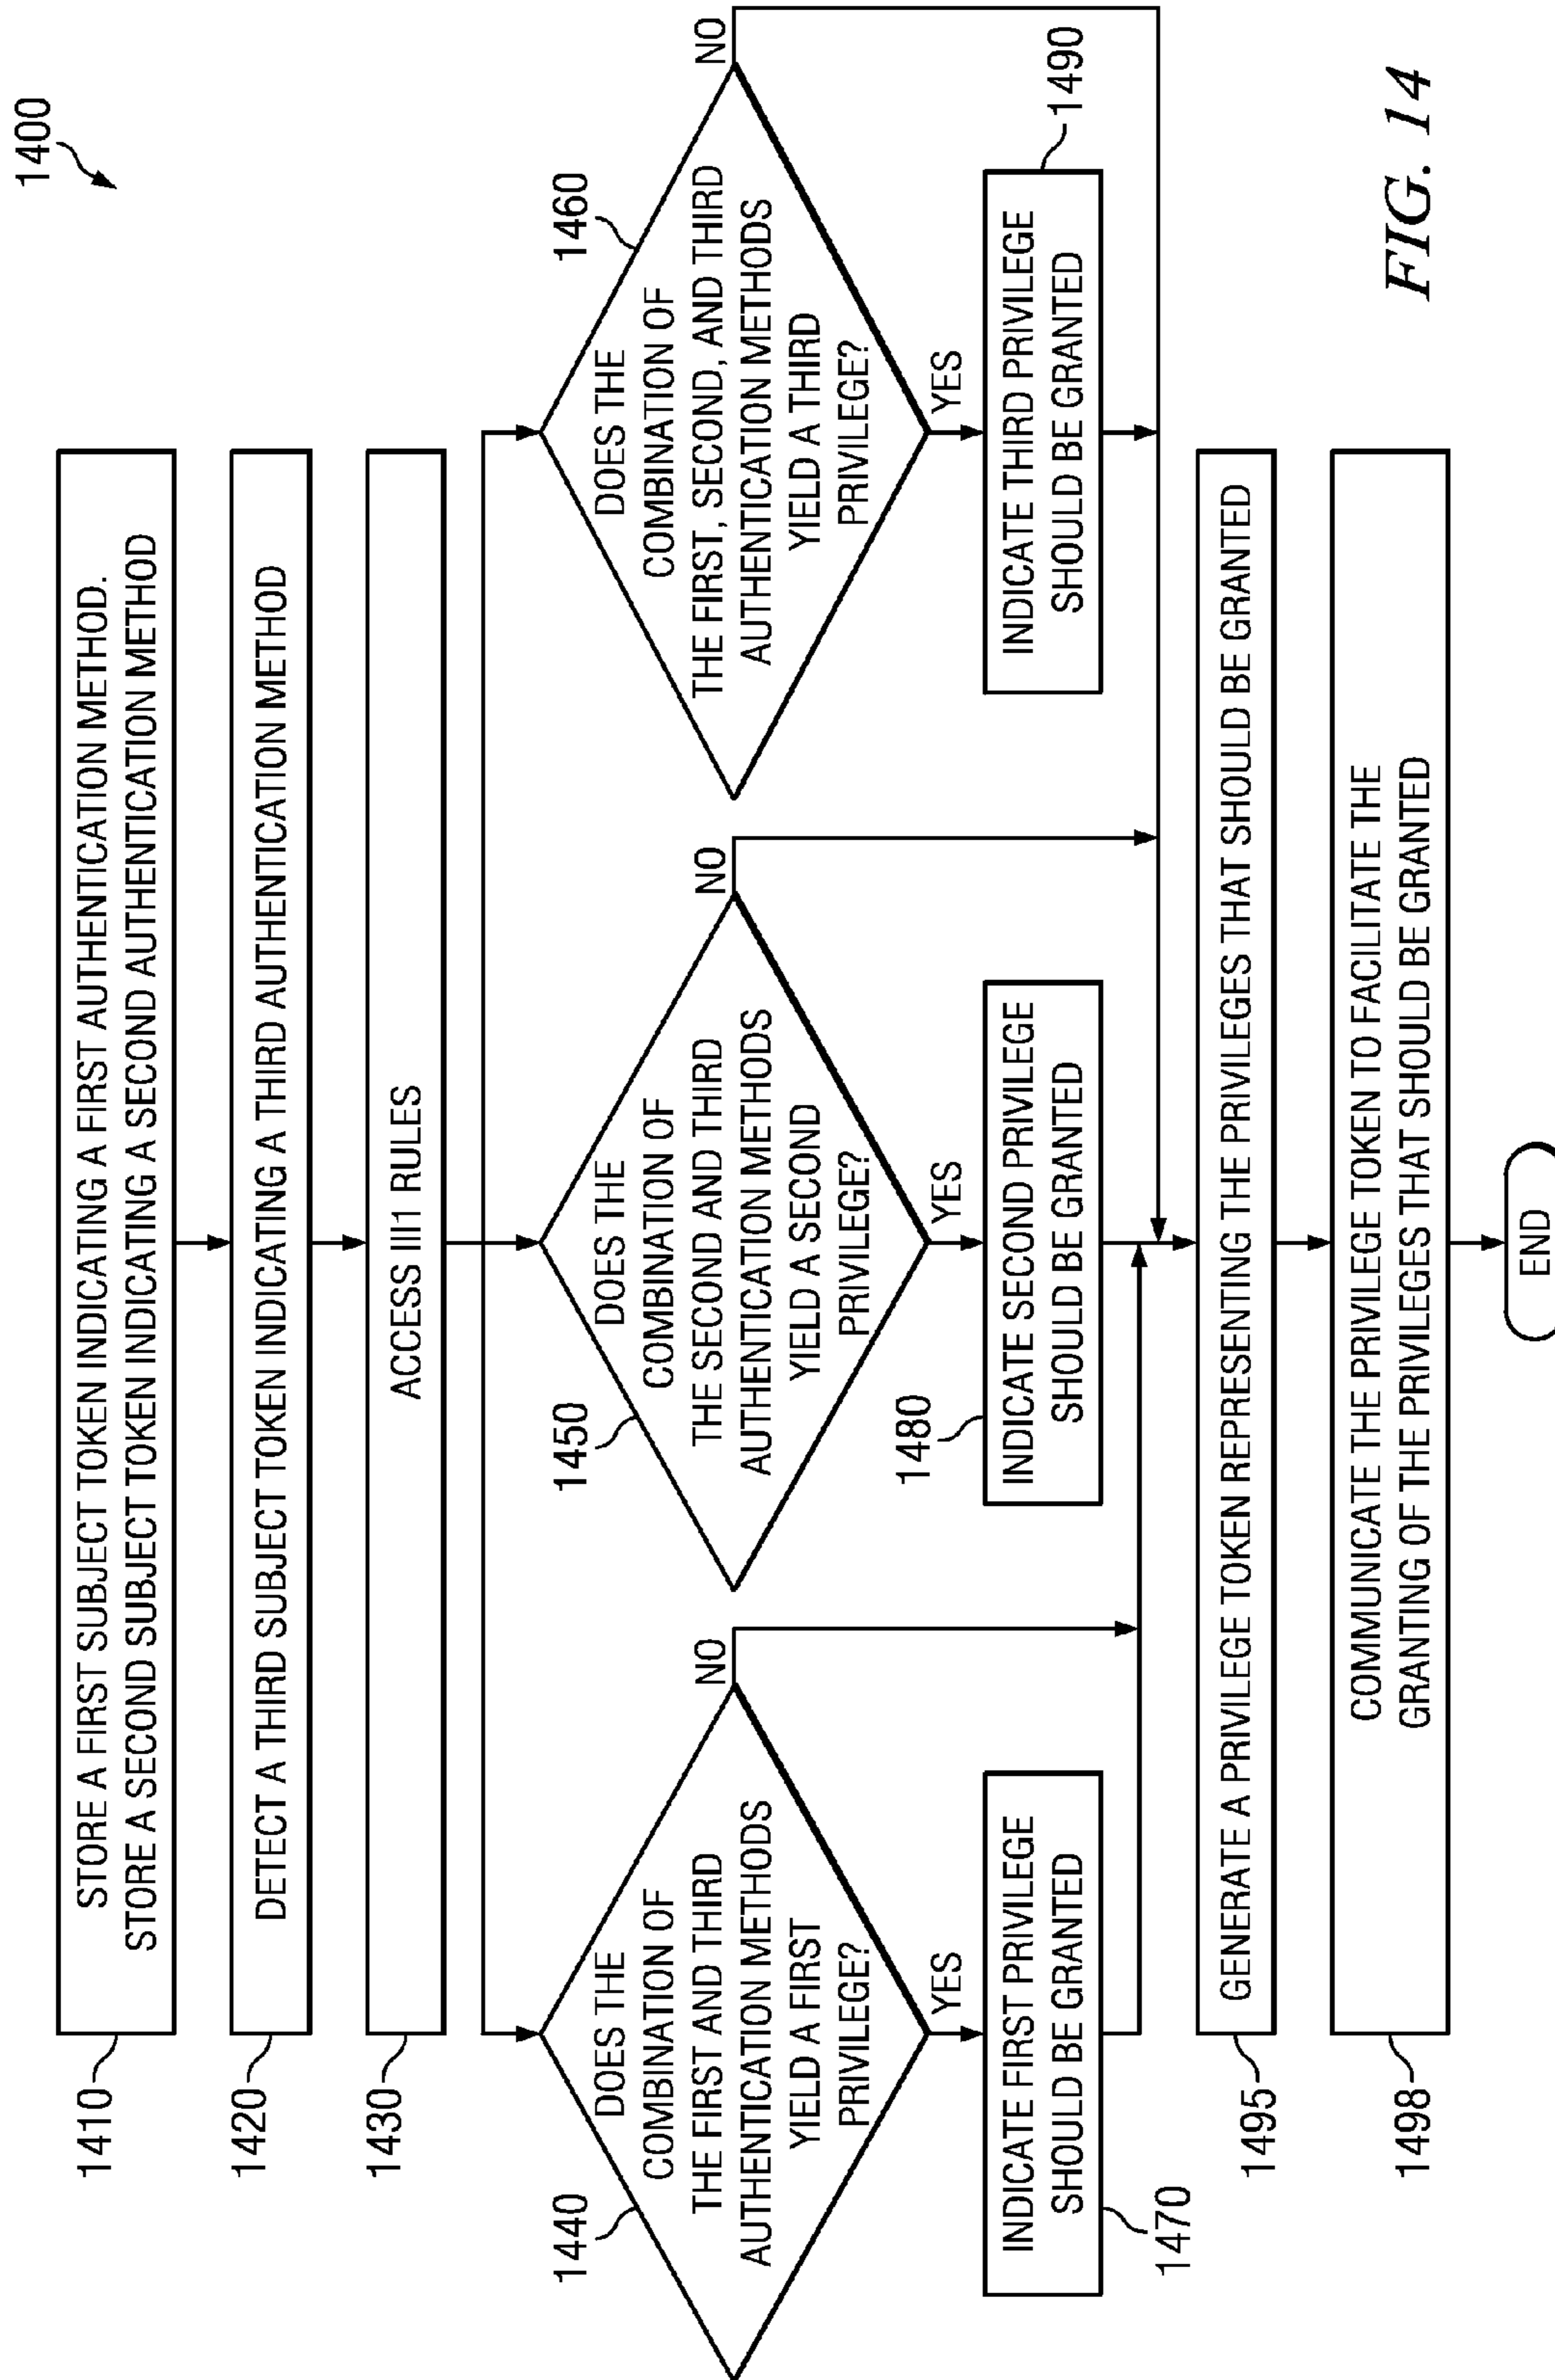 1400
1410
STORE A FIRST SUBJECT TOKEN INDICATING A FIRST AUTHENTICATION METHOD.
STORE A SECOND SUBJECT TOKEN INDICATING A SECOND AUTHENTICATION METHOD
1420
DETECT A THIRD SUBJECT TOKEN INDICATING A THIRD AUTHENTICATION METHOD
1430
ACCESS III1 RULES
1440
DOES THE
COMBINATION OF
THE FIRST AND THIRD
AUTHENTICATION METHODS
YIELD A FIRST
PRIVILEGE?
NO
YES
1450
DOES THE
COMBINATION OF
THE SECOND AND THIRD
AUTHENTICATION METHODS
YIELD A SECOND
PRIVILEGE?
NO
YES
1460
DOES THE
COMBINATION OF
THE FIRST, SECOND, AND THIRD
AUTHENTICATION METHODS
YIELD A THIRD
PRIVILEGE?
NO
YES
INDICATE FIRST PRIVILEGE
SHOULD BE GRANTED
1470
1480
INDICATE SECOND PRIVILEGE
SHOULD BE GRANTED
INDICATE THIRD PRIVILEGE
SHOULD BE GRANTED
1490
1495
GENERATE A PRIVILEGE TOKEN REPRESENTING THE PRIVILEGES THAT SHOULD BE GRANTED
1498
COMMUNICATE THE PRIVILEGE TOKEN TO FACILITATE THE
GRANTING OF THE PRIVILEGES THAT SHOULD BE GRANTED
END
FIG. 14